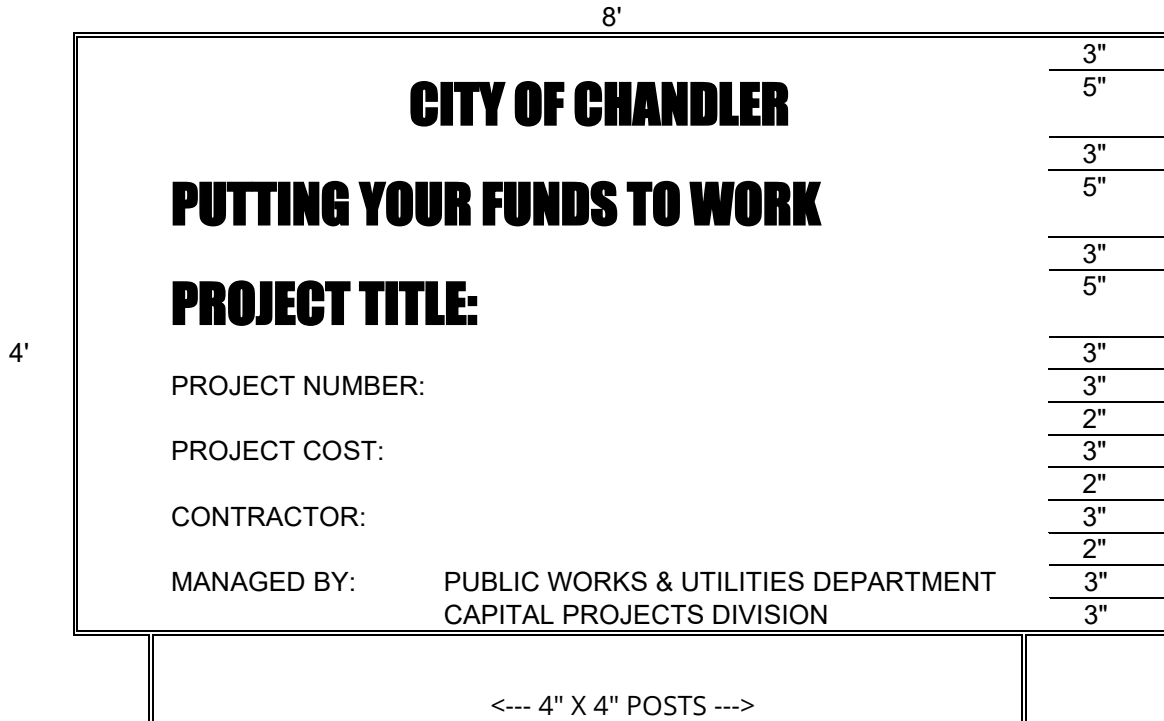 8'
3"
CITY OF CHANDLER 5"
3"
PUTTING YOUR FUNDS TO WORK 5"
3"
PROJECT TITLE: 5"
4' 3"
PROJECT NUMBER: 3"
2"
PROJECT COST: 3"
2"
CONTRACTOR: 3"
2"
MANAGED BY: PUBLIC WORKS & UTILITIES DEPARTMENT 3"
CAPITAL PROJECTS DIVISION 3"
<--- 4" X 4" POSTS --->